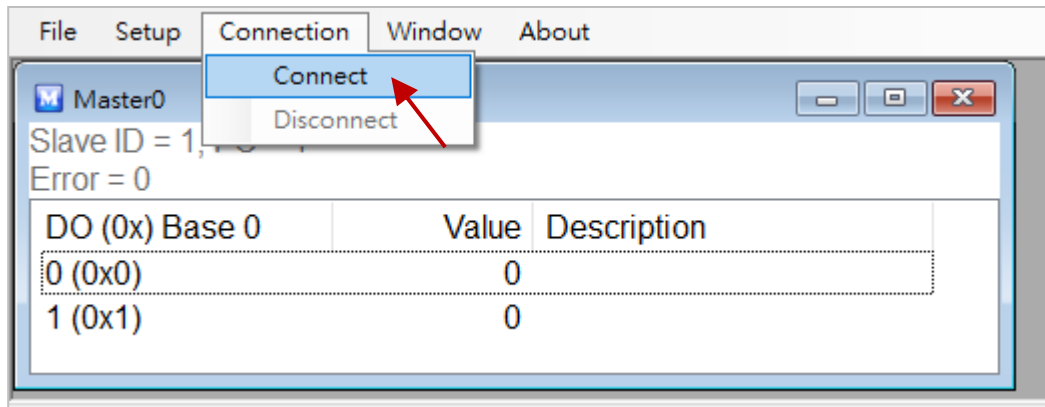 File Setup Connection Window About
Connect
Disconnect
Master0
Slave ID = 1,
Error = 0
DO (0x) Base 0 Value Description
0 (0x0) 0
1 (0x1) 0